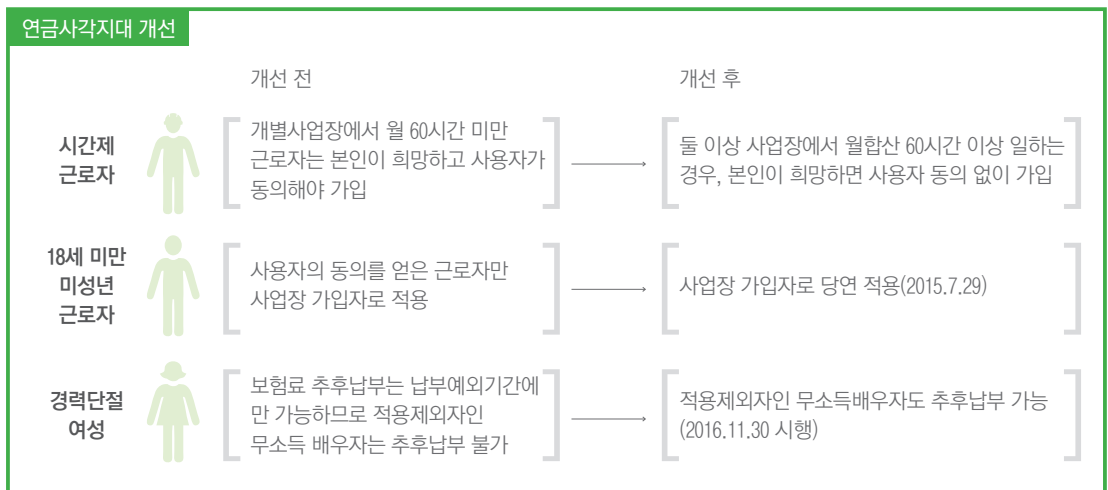 연금사각지대 개선
개선 전
개선 후
시간제
근로자
개별사업장에서 월 60시간 미만
근로자는 본인이 희망하고 사용자가
동의해야 가입
둘 이상 사업장에서 월합산 60시간 이상 일하는
경우, 본인이 희망하면 사용자 동의 없이 가입
18세 미만
미성년
근로자
사용자의 동의를 얻은 근로자만
사업장 가입자로 적용
사업장 가입자로 당연 적용(2015.7.29)
경력단절
여성
보험료 추후납부는 납부예외기간에
만 가능하므로 적용제외자인
무소득 배우자는 추후납부 불가
적용제외자인 무소득배우자도 추후납부 가능
(2016.11.30 시행)